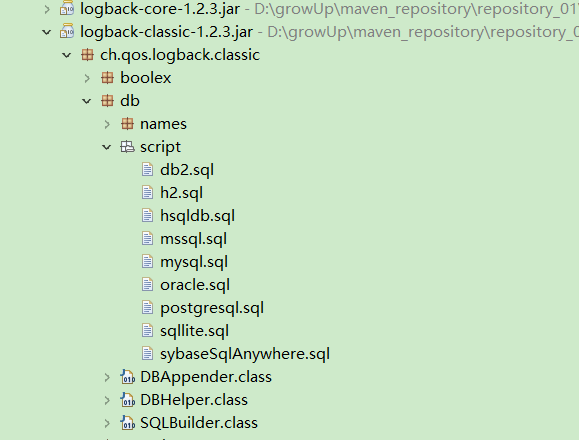 logback-core-1.2.3.jar - D:\growUp\maven_repository\repository_01
logback-classic-1.2.3.jar - D:\growUp\maven_repository\repository_0
ch.qos.logback.classic
boolex
db
names
script
db2.sql
h2.sql
hsqldb.sql
mssql.sql
mysql.sql
oracle.sql
postgresql.sql
sqllite.sql
sybaseSqlAnywhere.sql
DBAppender.class
DBHelper.class
SQLBuilder.class